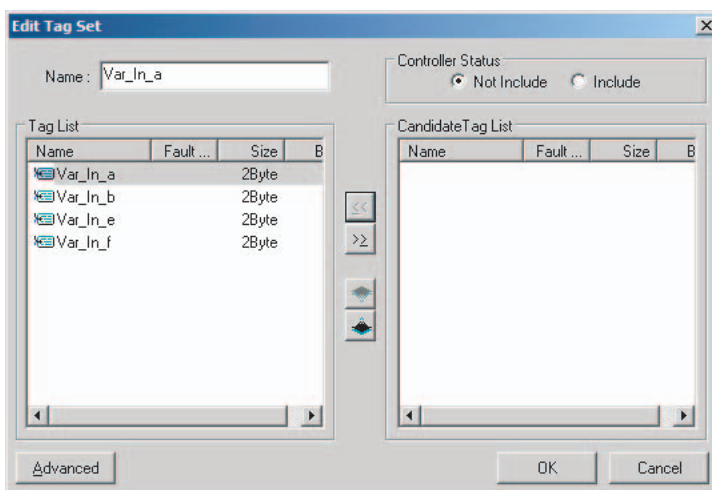 Edit Tag Set
Name : Var_In_a
Controller Status
Not Include Include
Tag List
Name Fault ... Size B
Var_In_a 2Byte
Var_In_b 2Byte
Var_In_e 2Byte
Var_In_f 2Byte
<<
>>
CandidateTag List
Name Fault ... Size B
Advanced
OK Cancel